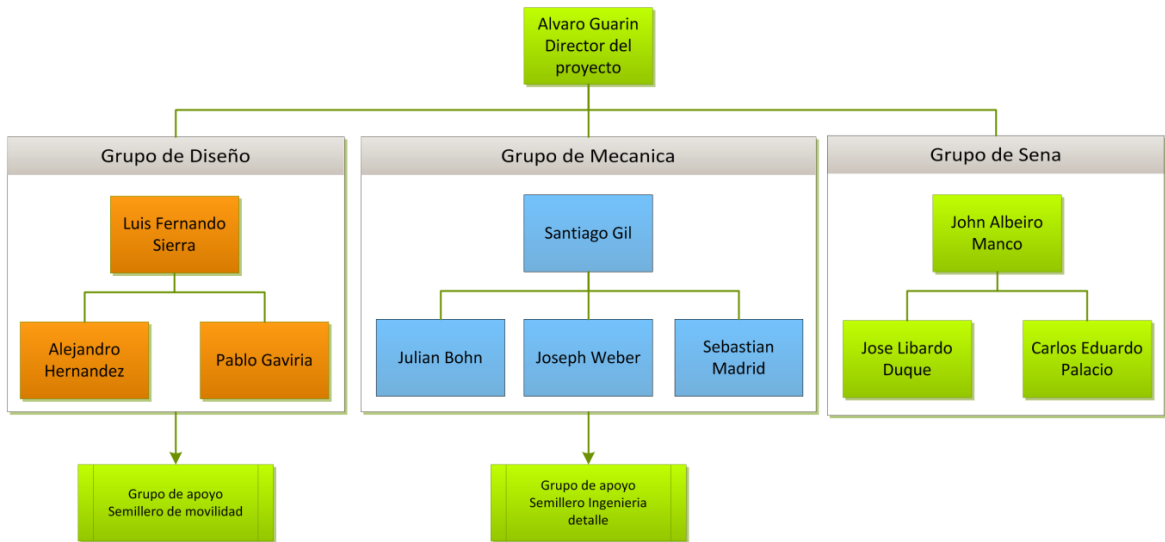 Alvaro Guarin
Director del
proyecto
Grupo de Diseño
Luis Fernando
Sierra
Alejandro
Hernandez
Pablo Gaviria
Grupo de apoyo
Semillero de movilidad
Grupo de Mecanica
Santiago Gil
Julian Bohn
Joseph Weber
Sebastian
Madrid
Grupo de apoyo
Semillero Ingenieria
detalle
Grupo de Sena
John Albeiro
Manco
Jose Libardo
Duque
Carlos Eduardo
Palacio